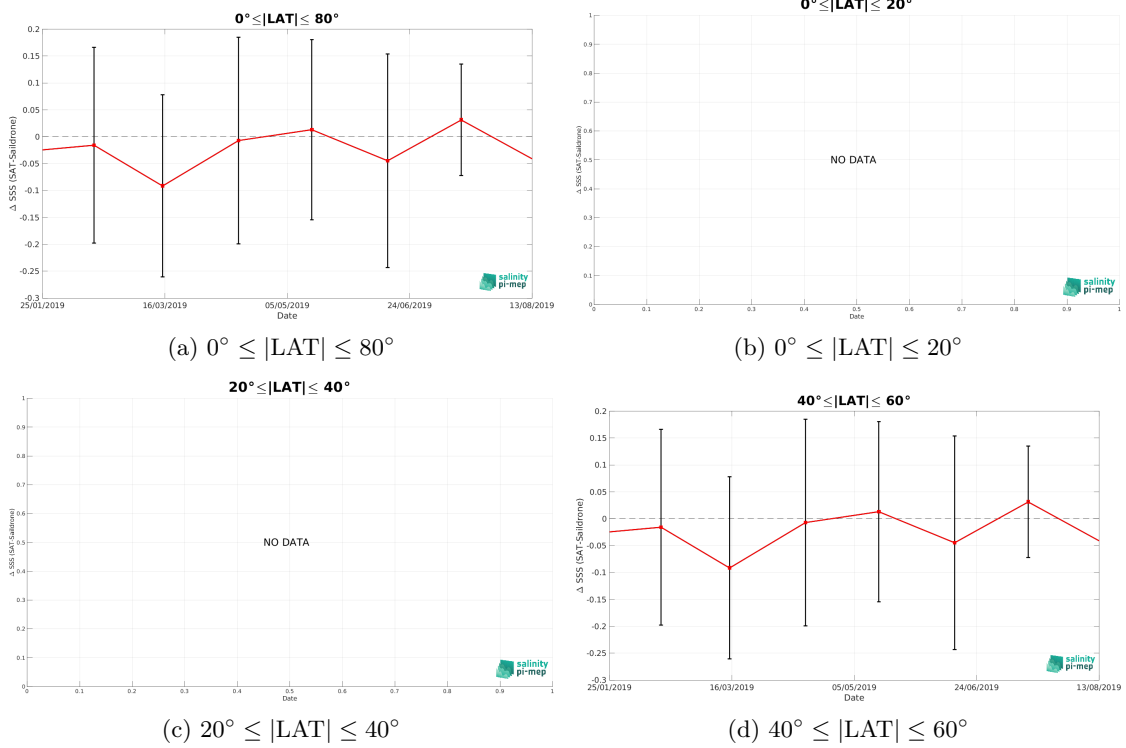 0°≤|LAT|≤ 80°
0.2
0.15
0.1
0.05
0
-0.05
-0.1
-0.15
-0.2
-0.25
-0.3
Δ SSS (SAT-Saildrone)
25/01/2019 16/03/2019 05/05/2019 24/06/2019 13/08/2019
Date
salinity
pi-mep
(a) 0° ≤ |LAT| ≤ 80°
0°≤|LAT|≤ 20°
1
0.9
0.8
0.7
0.6
0.5
0.4
0.3
0.2
0.1
0
Δ SSS (SAT-Saildrone)
NO DATA
0 0.1 0.2 0.3 0.4 0.5 0.6 0.7 0.8 0.9 1
Date
salinity
pi-mep
(b) 0° ≤ |LAT| ≤ 20°
20°≤|LAT|≤ 40°
1
0.9
0.8
0.7
0.6
0.5
0.4
0.3
0.2
0.1
0
Δ SSS (SAT-Saildrone)
NO DATA
0 0.1 0.2 0.3 0.4 0.5 0.6 0.7 0.8 0.9 1
Date
salinity
pi-mep
(c) 20° ≤ |LAT| ≤ 40°
40°≤|LAT|≤ 60°
0.2
0.15
0.1
0.05
0
-0.05
-0.1
-0.15
-0.2
-0.25
-0.3
Δ SSS (SAT-Saildrone)
25/01/2019 16/03/2019 05/05/2019 24/06/2019 13/08/2019
Date
salinity
pi-mep
(d) 40° ≤ |LAT| ≤ 60°